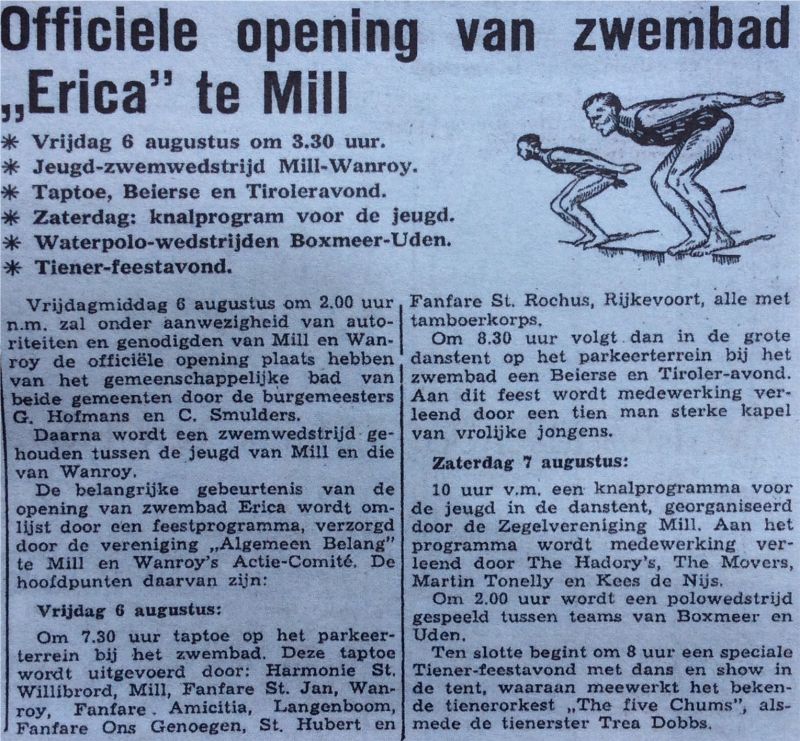 Officiele opening van zwembad
„Erica” te Mill
* Vrijdag 6 augustus om 3.30 uur.
* Jeugd-zwemwedstrijd Mill-Wanroy.
* Taptoe, Beierse en Tiroleravond.
* Zaterdag: knalprogram voor de jeugd.
* Waterpolo-wedstrijden Boxmeer-Uden.
* Tiener-feestavond.
Vrijdagmiddag 6 augustus om 2.00 uur
n.m. zal onder aanwezigheid van auto-
riteiten en genodigden van Mill en Wan-
roy de officiële opening plaats hebben
van het gemeenschappelijke bad van
beide gemeenten door de burgemeesters
G. Hofmans en C. Smulders.
Daarna wordt een zwemwedstrijd ge-
houden tussen de jeugd van Mill en die
van Wanroy.
De belangrijke gebeurtenis van de
opening van zwembad Erica wordt om-
lijst door een feestprogramma, verzorgd
door de vereniging „Algemeen Belang”
te Mill en Wanroy's Actie-Comité. De
hoofdpunten daarvan zijn:
Vrijdag 6 augustus:
Om 7.30 uur taptoe op het parkeer-
terrein bij het zwembad. Deze taptoe
wordt uitgevoerd door: Harmonie St.
Willibrord, Mill, Fanfare St. Jan, Wan-
roy, Fanfare . Amicitia, Langenboom,
Fanfare Ons Genoegen, St. Hubert en
Fanfare St. Rochus, Rijkevoort, alle met
tamboerkorps.
Om 8.30 uur volgt dan in de grote
danstent op het parkeerterrein bij het
zwembad een Beierse en Tiroler-avond.
Aan dit feest wordt medewerking ver-
leend door een tien man sterke kapel
van vrolijke jongens.
Zaterdag 7 augustus:
10 uur v.m. een knalprogramma voor
de jeugd in de danstent, georganiseerd
door de Zegelvereniging Mill. Aan het
programma wordt medewerking ver-
leend door The Hadory's, The Movers,
Martin Tonelly en Kees de Nijs.
Om 2.00 uur wordt een polowedstrijd
gespeeld tussen teams van Boxmeer en
Uden.
Ten slotte begint om 8 uur een speciale
Tiener-feestavond met dans en show in
de tent, waaraan meewerkt het beken-
de tienerorkest „The five Chums”, als-
mede de tienerster Trea Dobbs.